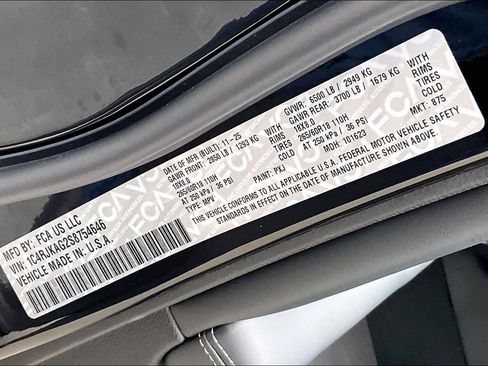 MFD BY: FCA US LLC
VIN: 1C4RJKAG2S8754646
VEHICLE MADE IN U.S.A.
DATE OF MFR (BUILT): 11-25
GAWR FRONT: 2850 LB / 1293 KG
18X8.0
265/60R18 110H
AT 250 kPa / 36 PSI
TYPE: MPV
WITH
RIMS
TIRES
COLD
PAINT: PXJ
GVWR: 6500 LB / 2949 KG
GAWR REAR: 3700 LB / 1679 KG
18X8.0
265/60R18 110H
AT 250 kPa / 36 PSI
MDH: 101623
WITH
RIMS
TIRES
COLD
MKT: 875
THIS VEHICLE CONFORMS TO ALL APPLICABLE U.S.A. FEDERAL MOTOR VEHICLE SAFETY
STANDARDS IN EFFECT ON THE DATE OF MANUFACTURE SHOWN ABOVE.